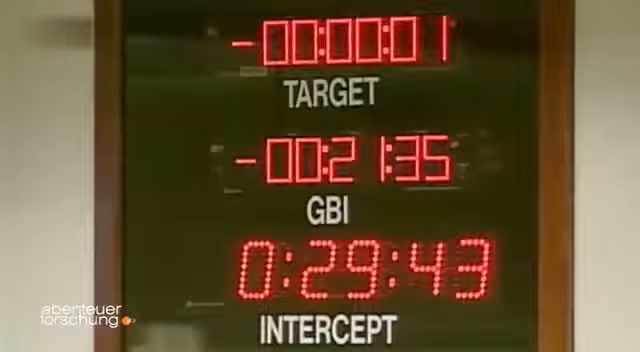 -00:00:01
TARGET
-00:21:35
GBI
0:29:43
INTERCEPT
abenteuer
forschung